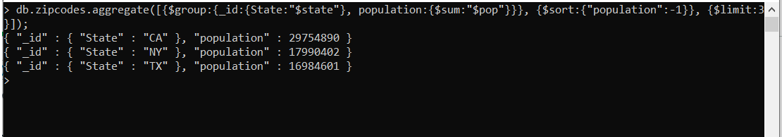 > db.zipcodes.aggregate([{$group:{_id:{State:"$state"}, population:{$sum:"$pop"}}}, {$sort:{"population":-1}}, {$limit:3
}]);
{ "_id" : { "State" : "CA" }, "population" : 29754890 }
{ "_id" : { "State" : "NY" }, "population" : 17990402 }
{ "_id" : { "State" : "TX" }, "population" : 16984601 }
>